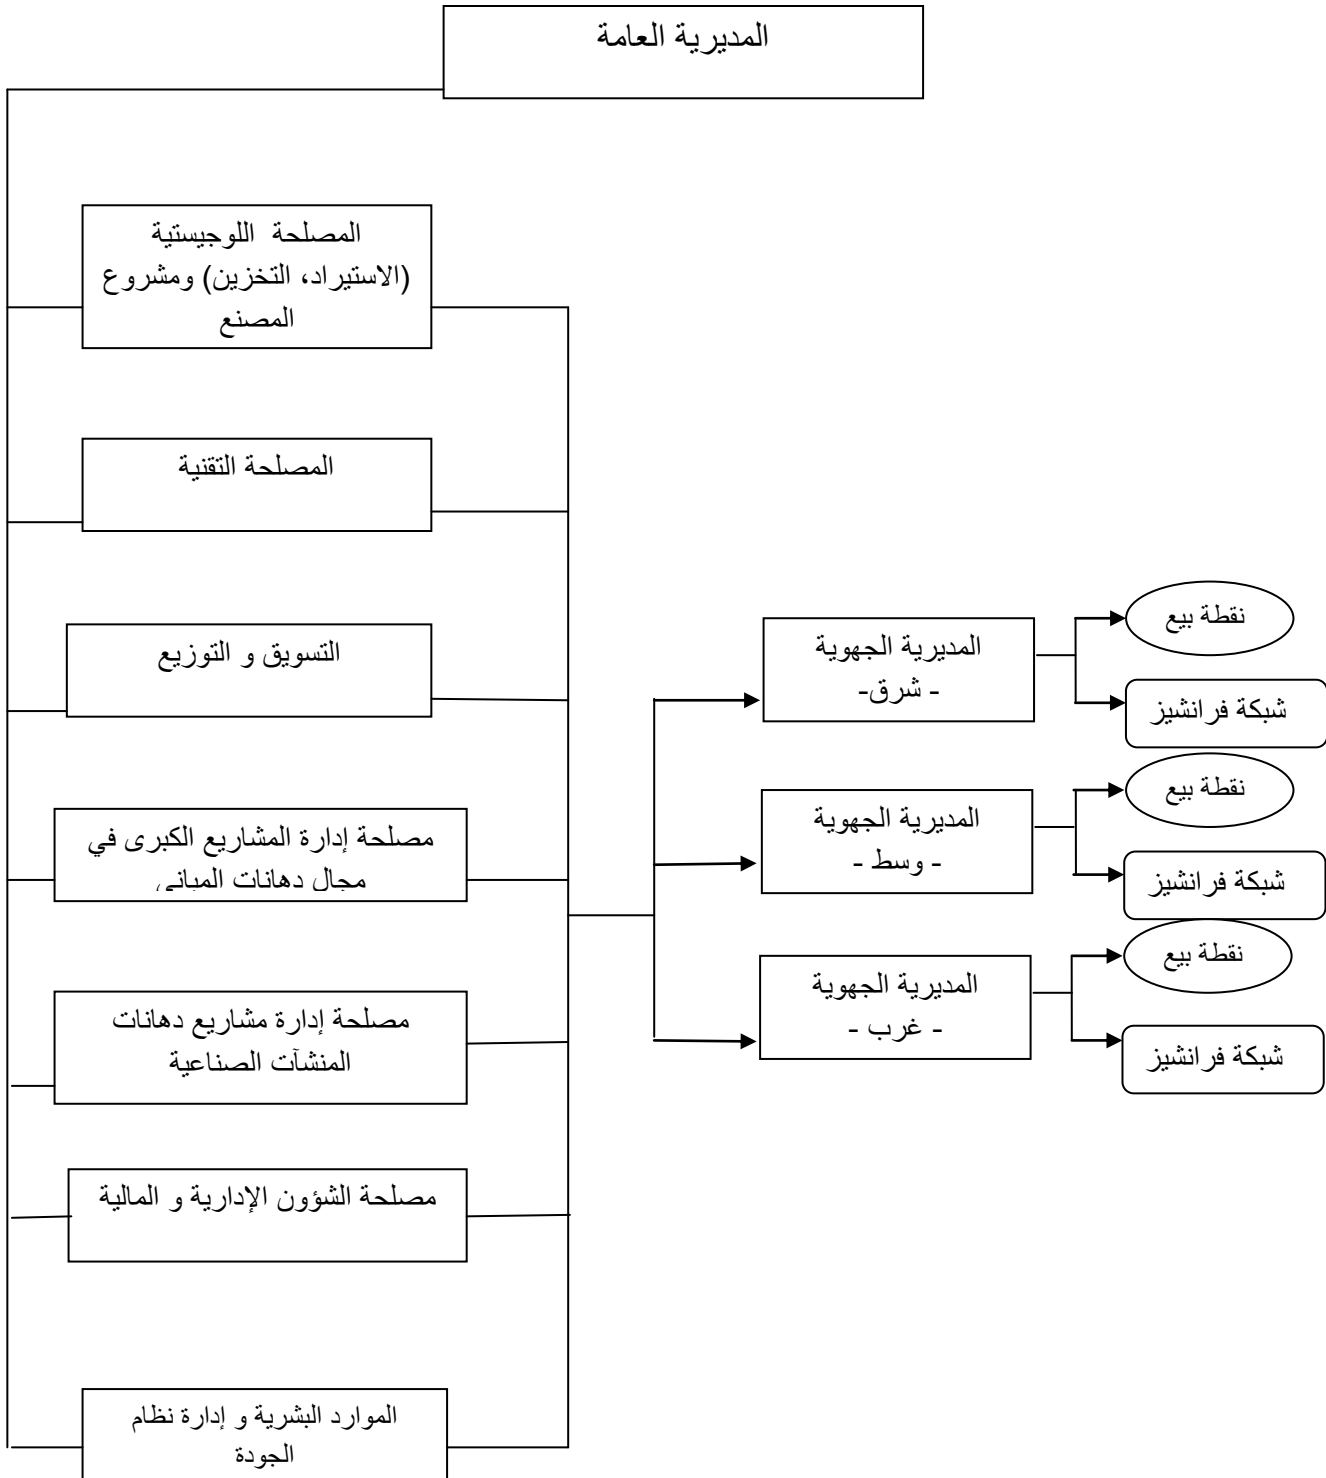 المديرية العامة
المصلحة اللوجيستية
(الاستيراد، التخزين) ومشروع
المصنع
المصلحة التقنية
التسويق و التوزيع
مصلحة إدارة المشاريع الكبرى في
مجال دهانات المباني
مصلحة إدارة مشاريع دهانات
المنشآت الصناعية
مصلحة الشؤون الإدارية و المالية
الموارد البشرية و إدارة نظام
الجودة
المديرية الجهوية
- شرق-
نقطة بيع
شبكة فرانشيز
المديرية الجهوية
- وسط -
نقطة بيع
شبكة فرانشيز
المديرية الجهوية
- غرب -
نقطة بيع
شبكة فرانشيز